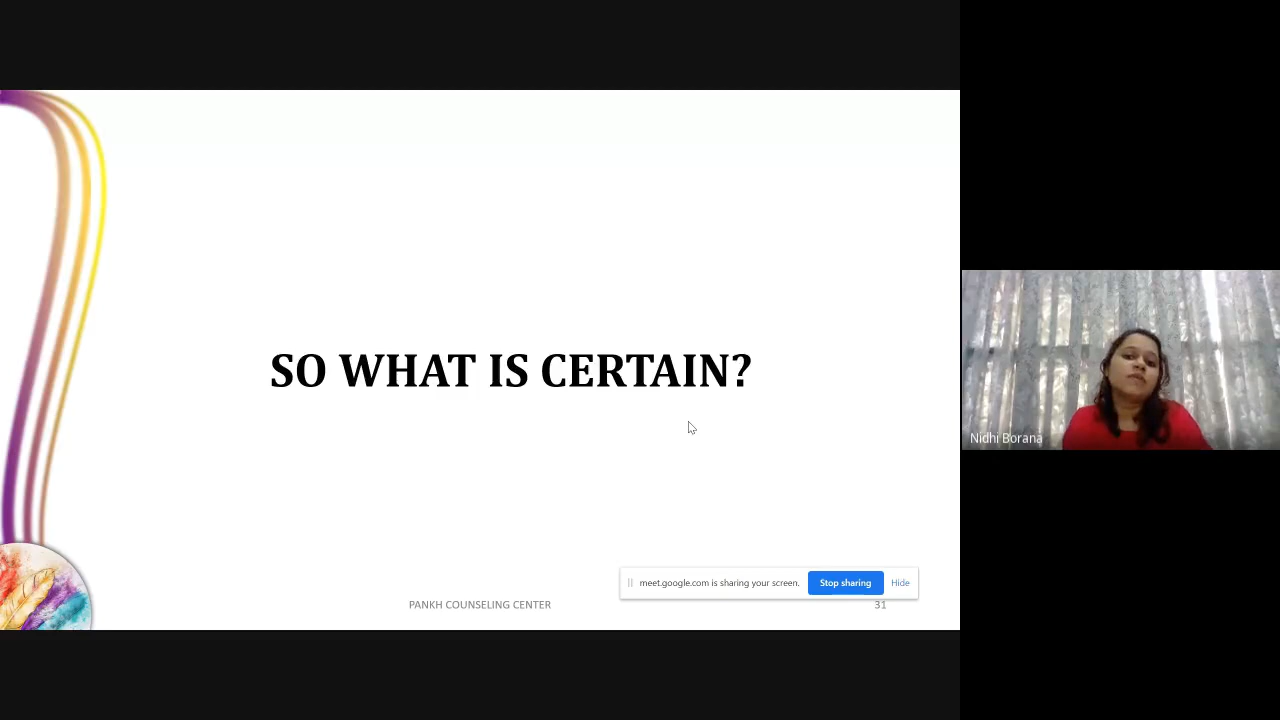 SO WHAT IS CERTAIN?
meet.google.com is sharing your screen.
Stop sharing
Hide
PANKH COUNSELING CENTER
31
Nidhi Borana